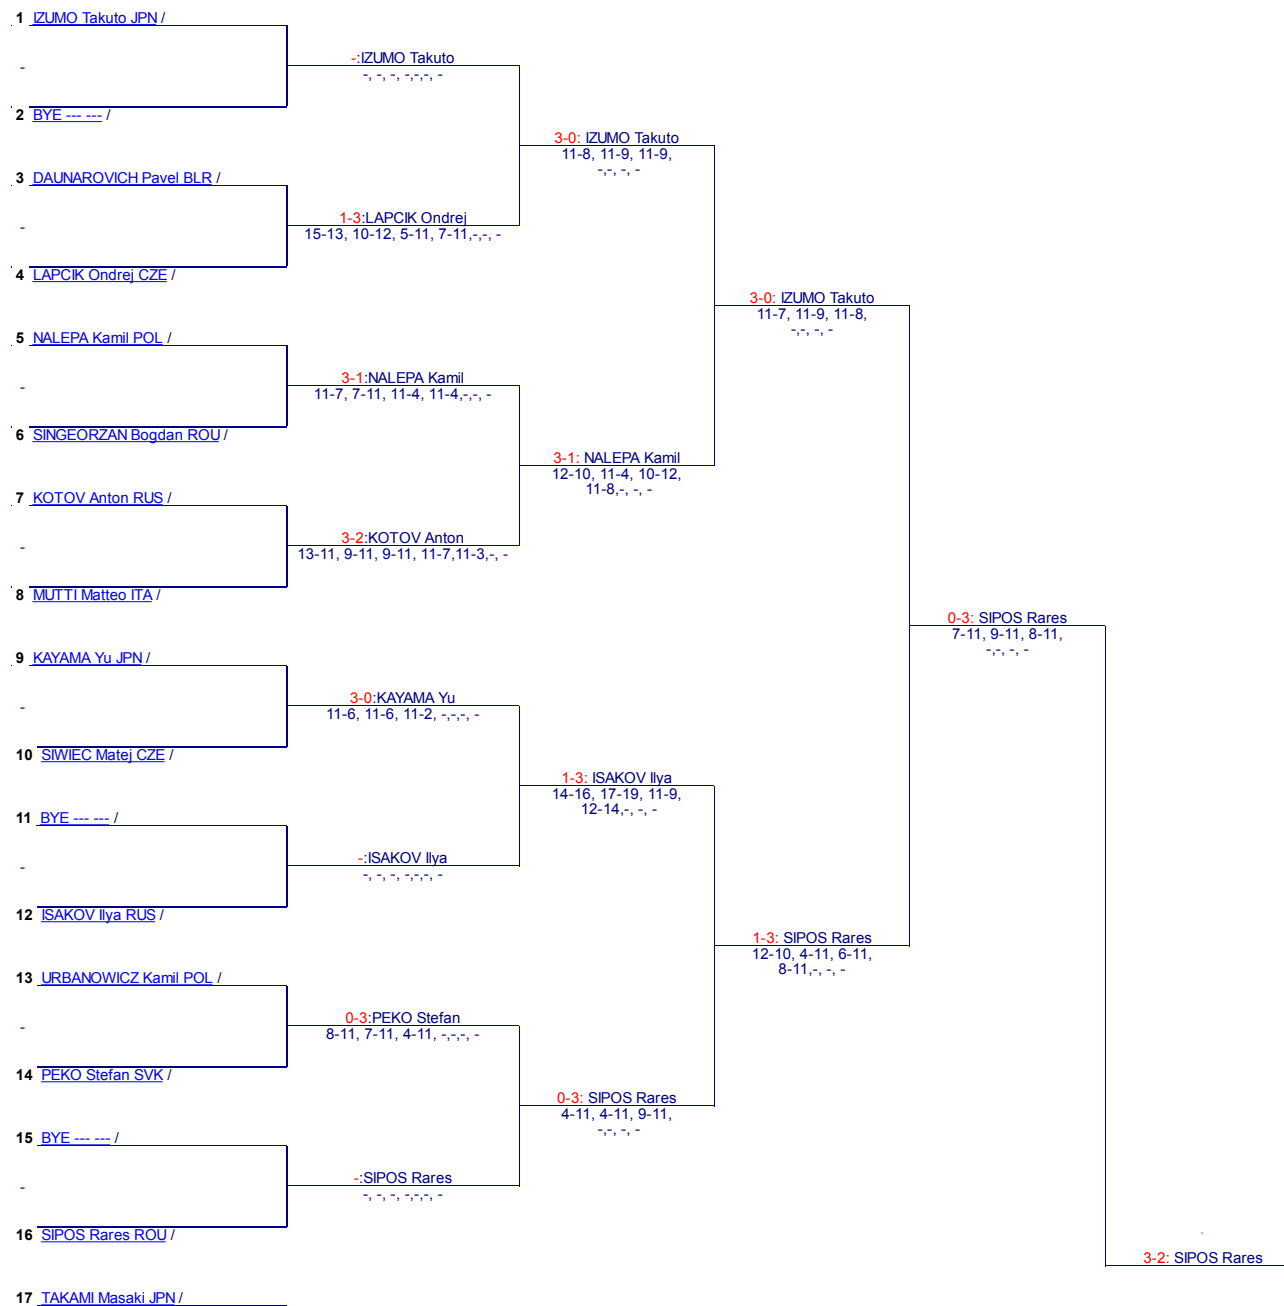 1 IZUMO Takuto JPN /
-:IZUMO Takuto
-
-, -, -, -,-,-, -
2 BYE --- --- /
3-0: IZUMO Takuto
11-8, 11-9, 11-9,
-,-, -, -
3 DAUNAROVICH Pavel BLR /
1-3:LAPCIK Ondrej
-
15-13, 10-12, 5-11, 7-11,-,-, -
4 LAPCIK Ondrej CZE /
3-0: IZUMO Takuto
11-7, 11-9, 11-8,
-,-, -, -
5 NALEPA Kamil POL /
3-1:NALEPA Kamil
-
11-7, 7-11, 11-4, 11-4,-,-, -
6 SINGEORZAN Bogdan ROU /
3-1: NALEPA Kamil
12-10, 11-4, 10-12,
11-8,-, -, -
7 KOTOV Anton RUS /
3-2:KOTOV Anton
-
13-11, 9-11, 9-11, 11-7,11-3,-, -
8 MUTTI Matteo ITA /
0-3: SIPOS Rares
7-11, 9-11, 8-11,
-,-, -, -
9 KAYAMA Yu JPN /
3-0:KAYAMA Yu
-
11-6, 11-6, 11-2, -,-,-, -
10 SIWIEC Matej CZE /
1-3: ISAKOV Ilya
14-16, 17-19, 11-9,
12-14,-, -, -
11 BYE --- --- /
-:ISAKOV Ilya
-
-, -, -, -,-,-, -
12 ISAKOV Ilya RUS /
1-3: SIPOS Rares
12-10, 4-11, 6-11,
8-11,-, -, -
13 URBANOWICZ Kamil POL /
0-3:PEKO Stefan
-
8-11, 7-11, 4-11, -,-,-, -
14 PEKO Stefan SVK /
0-3: SIPOS Rares
4-11, 4-11, 9-11,
-,-, -, -
15 BYE --- --- /
-:SIPOS Rares
-
-, -, -, -,-,-, -
16 SIPOS Rares ROU /
3-2: SIPOS Rares
17 TAKAMI Masaki JPN /